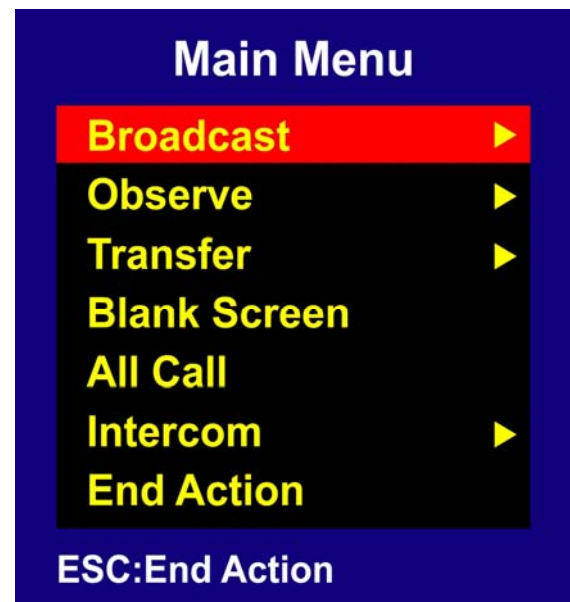 Main Menu
Broadcast ▶
Observe ▶
Transfer ▶
Blank Screen
All Call
Intercom ▶
End Action
ESC:End Action